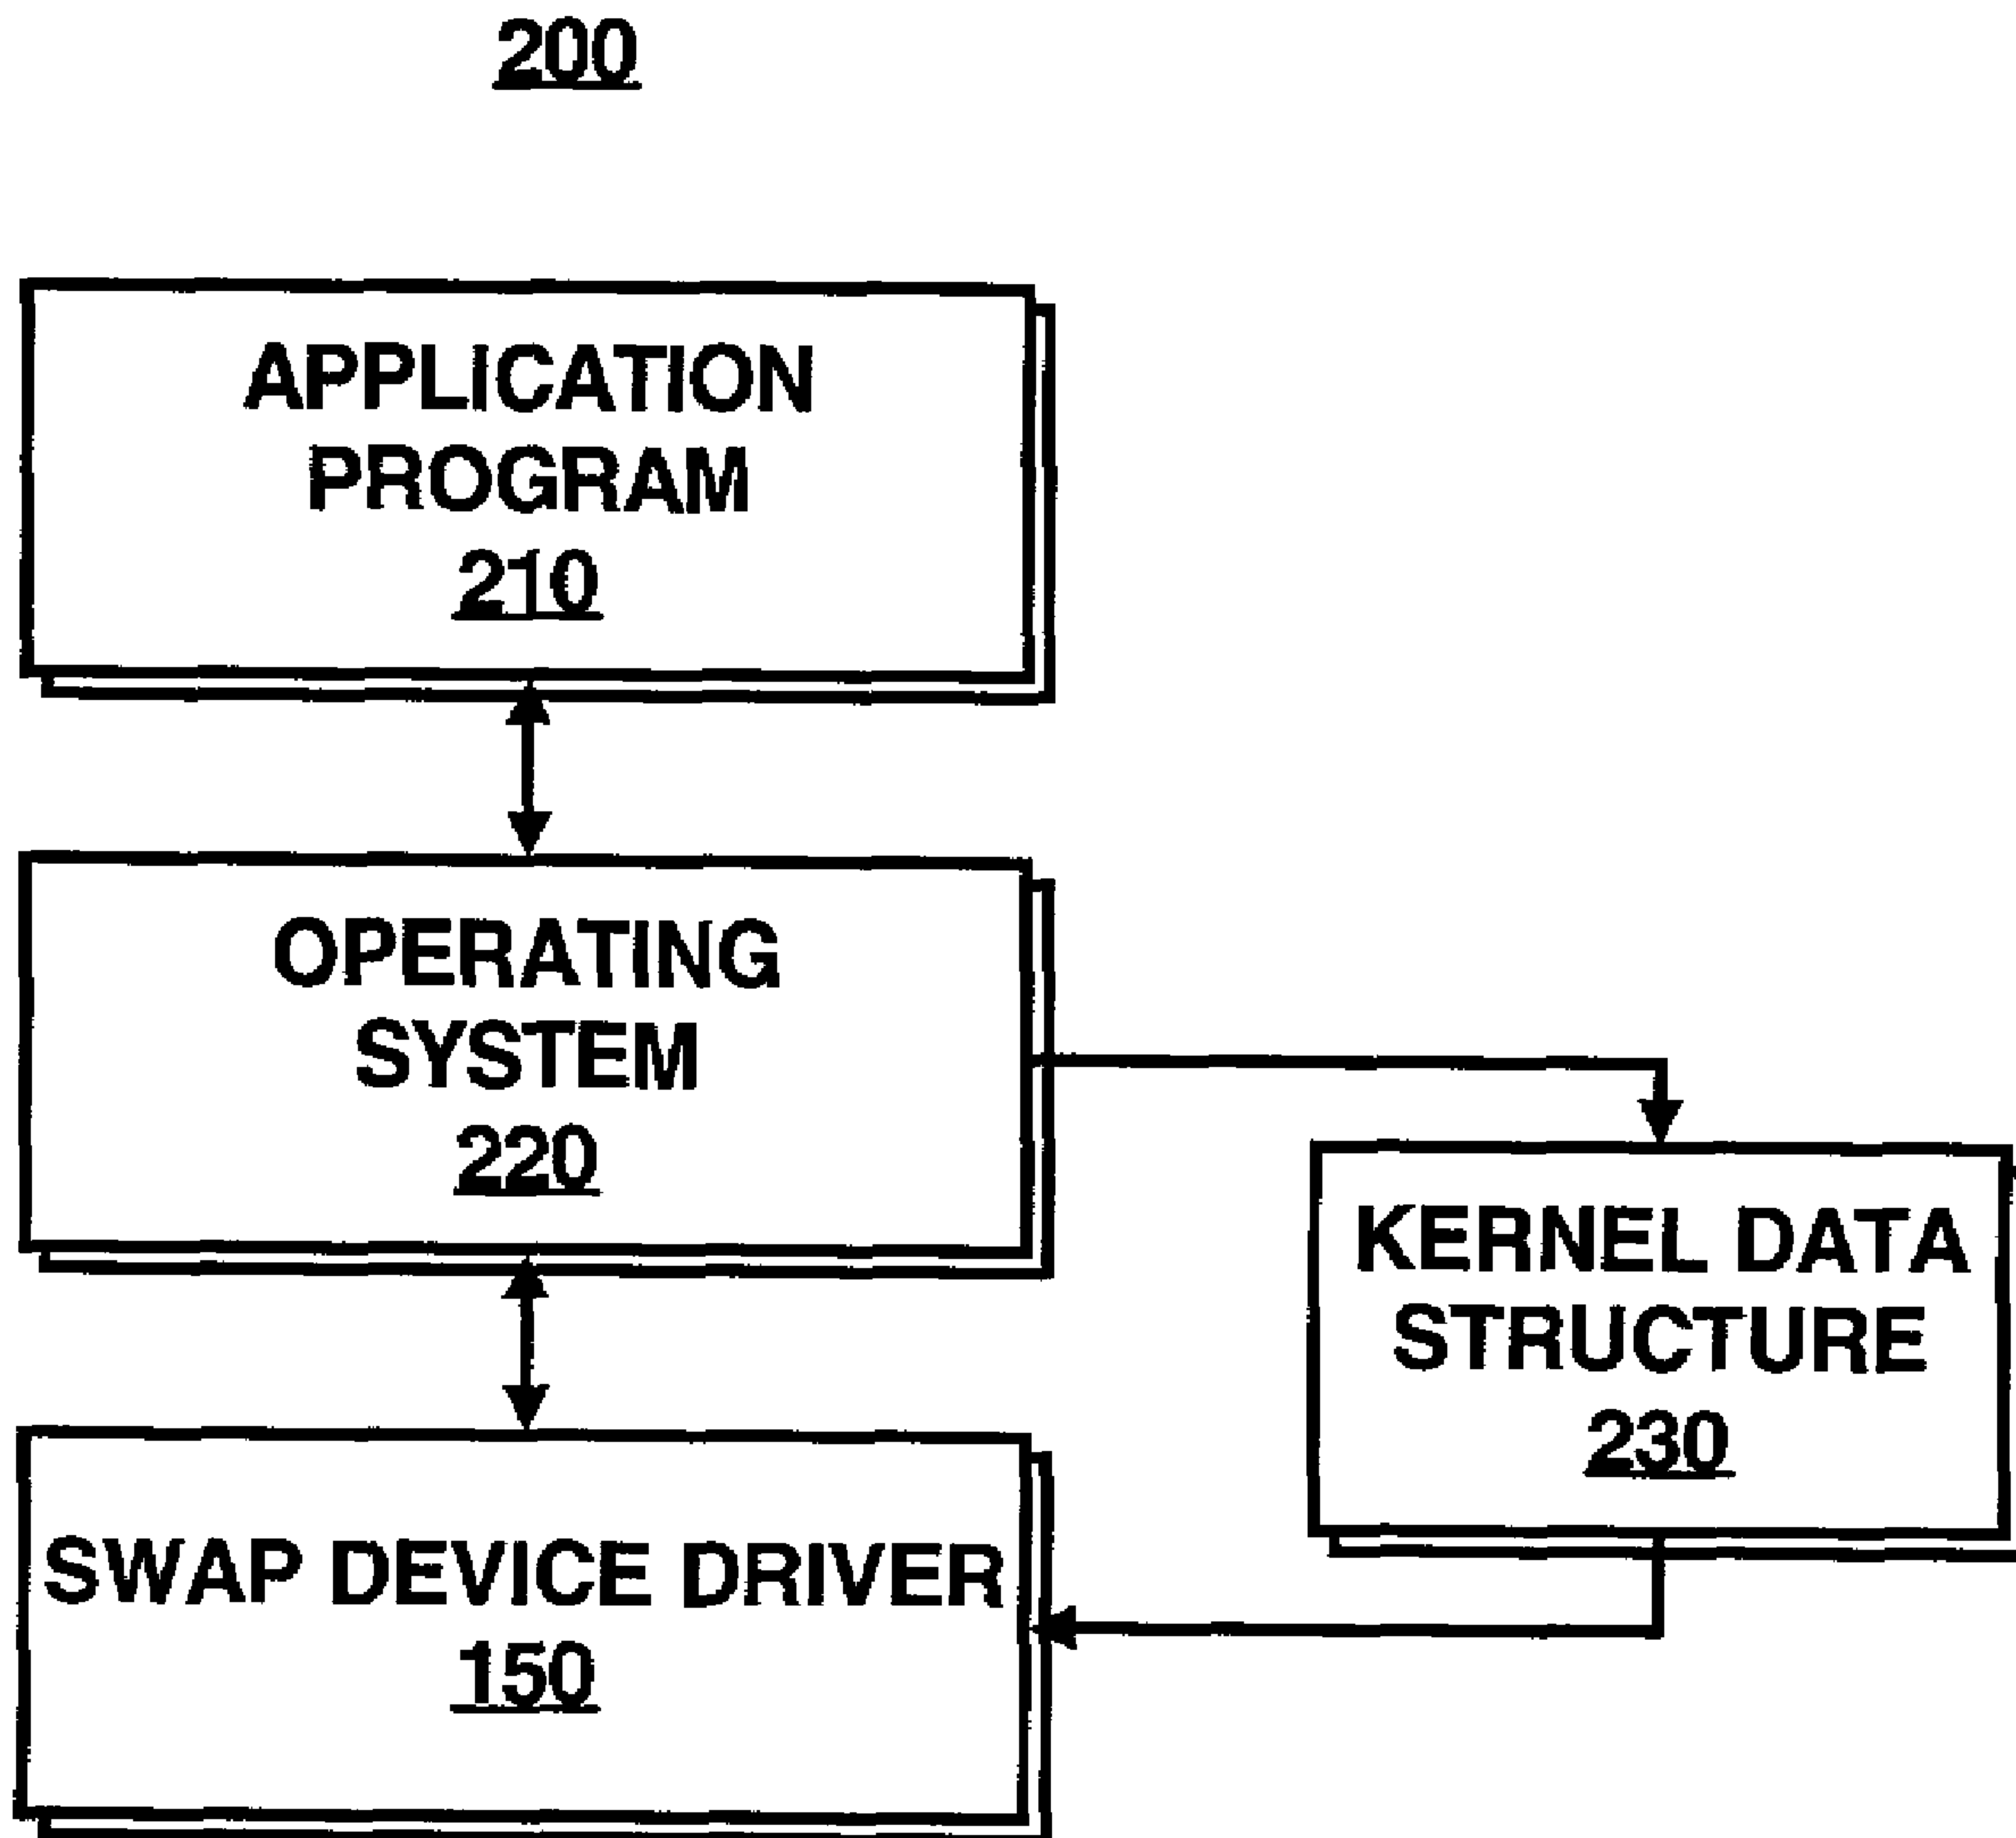 200
APPLICATION
PROGRAM
210
OPERATING
SYSTEM
220
KERNEL DATA
STRUCTURE
230
SWAP DEVICE DRIVER
150